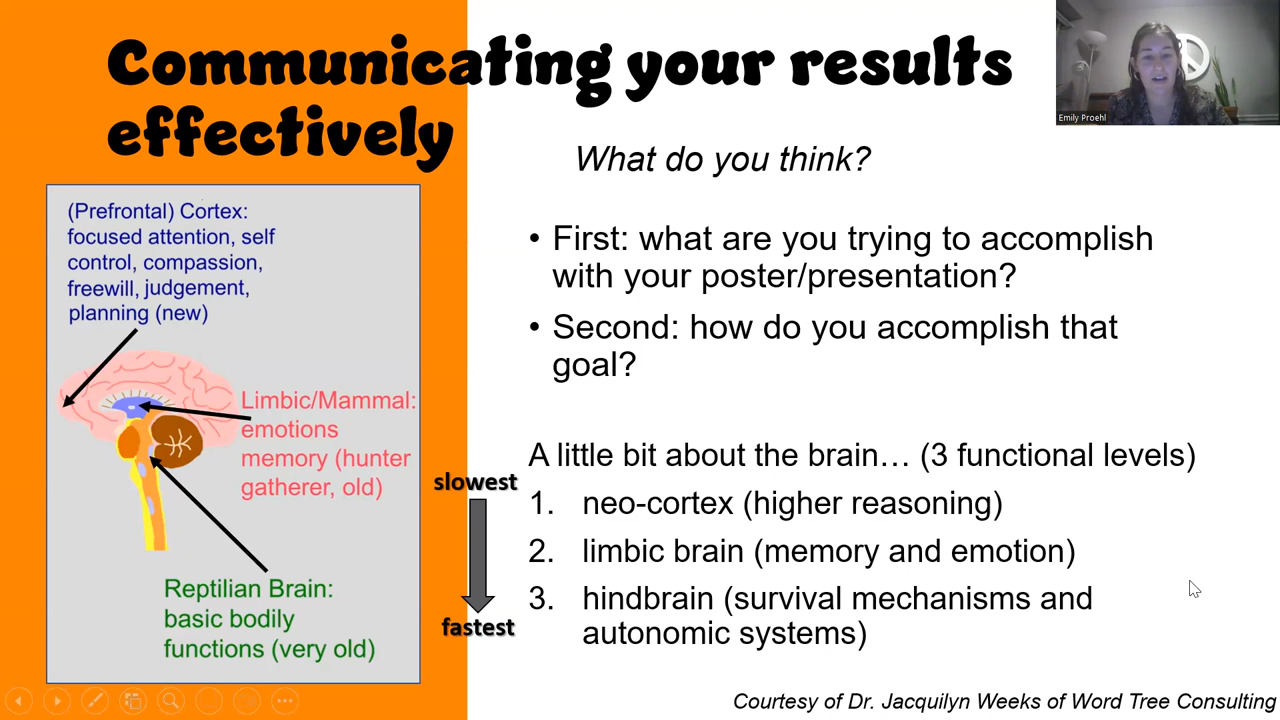 Communicating your results
effectively
Emily Proehl
What do you think?
(Prefrontal) Cortex:
focused attention, self
control, compassion,
freewill, judgement,
planning (new)
Limbic/Mammal:
emotions
memory (hunter
gatherer, old)
Reptilian Brain:
basic bodily
functions (very old)
• First: what are you trying to accomplish
with your poster/presentation?
• Second: how do you accomplish that
goal?
A little bit about the brain… (3 functional levels)
slowest
fastest
1. neo-cortex (higher reasoning)
2. limbic brain (memory and emotion)
3. hindbrain (survival mechanisms and
autonomic systems)
Courtesy of Dr. Jacquilyn Weeks of Word Tree Consulting